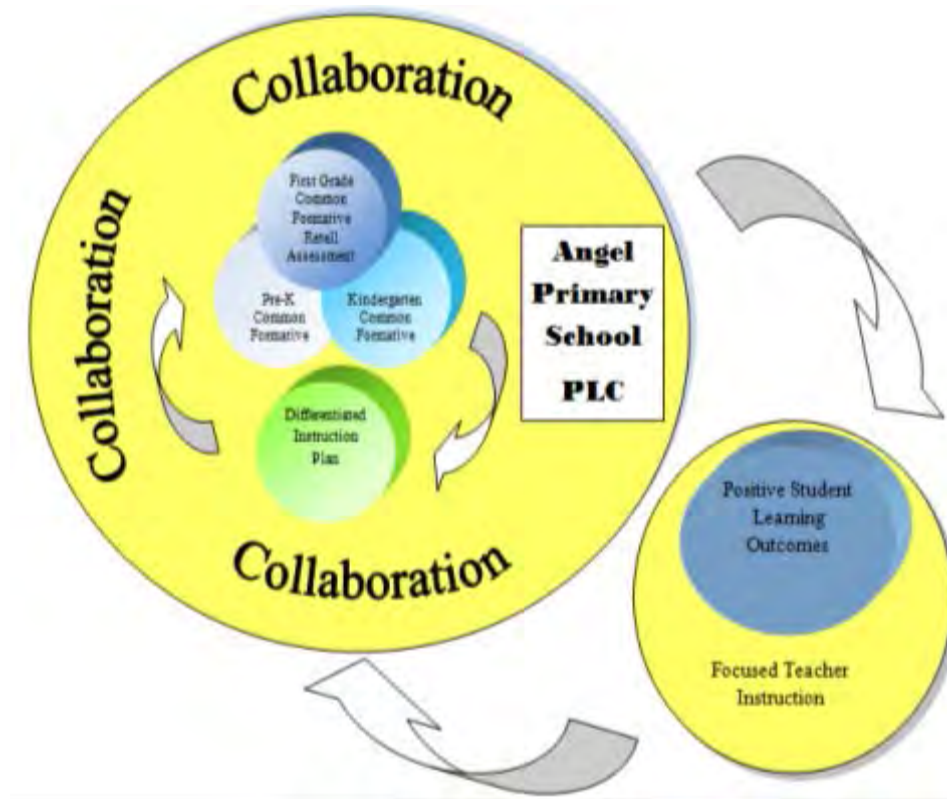 Collaboration
Collaboration
First Grade
Common
Formative
Retell
Assessment
Pre-K
Common
Formative
Kindergarten
Common
Formative
Differentiated
Instruction
Plan
Collaboration
Angel
Primary
School
PLC
Positive Student
Learning
Outcomes
Focused Teacher
Instruction